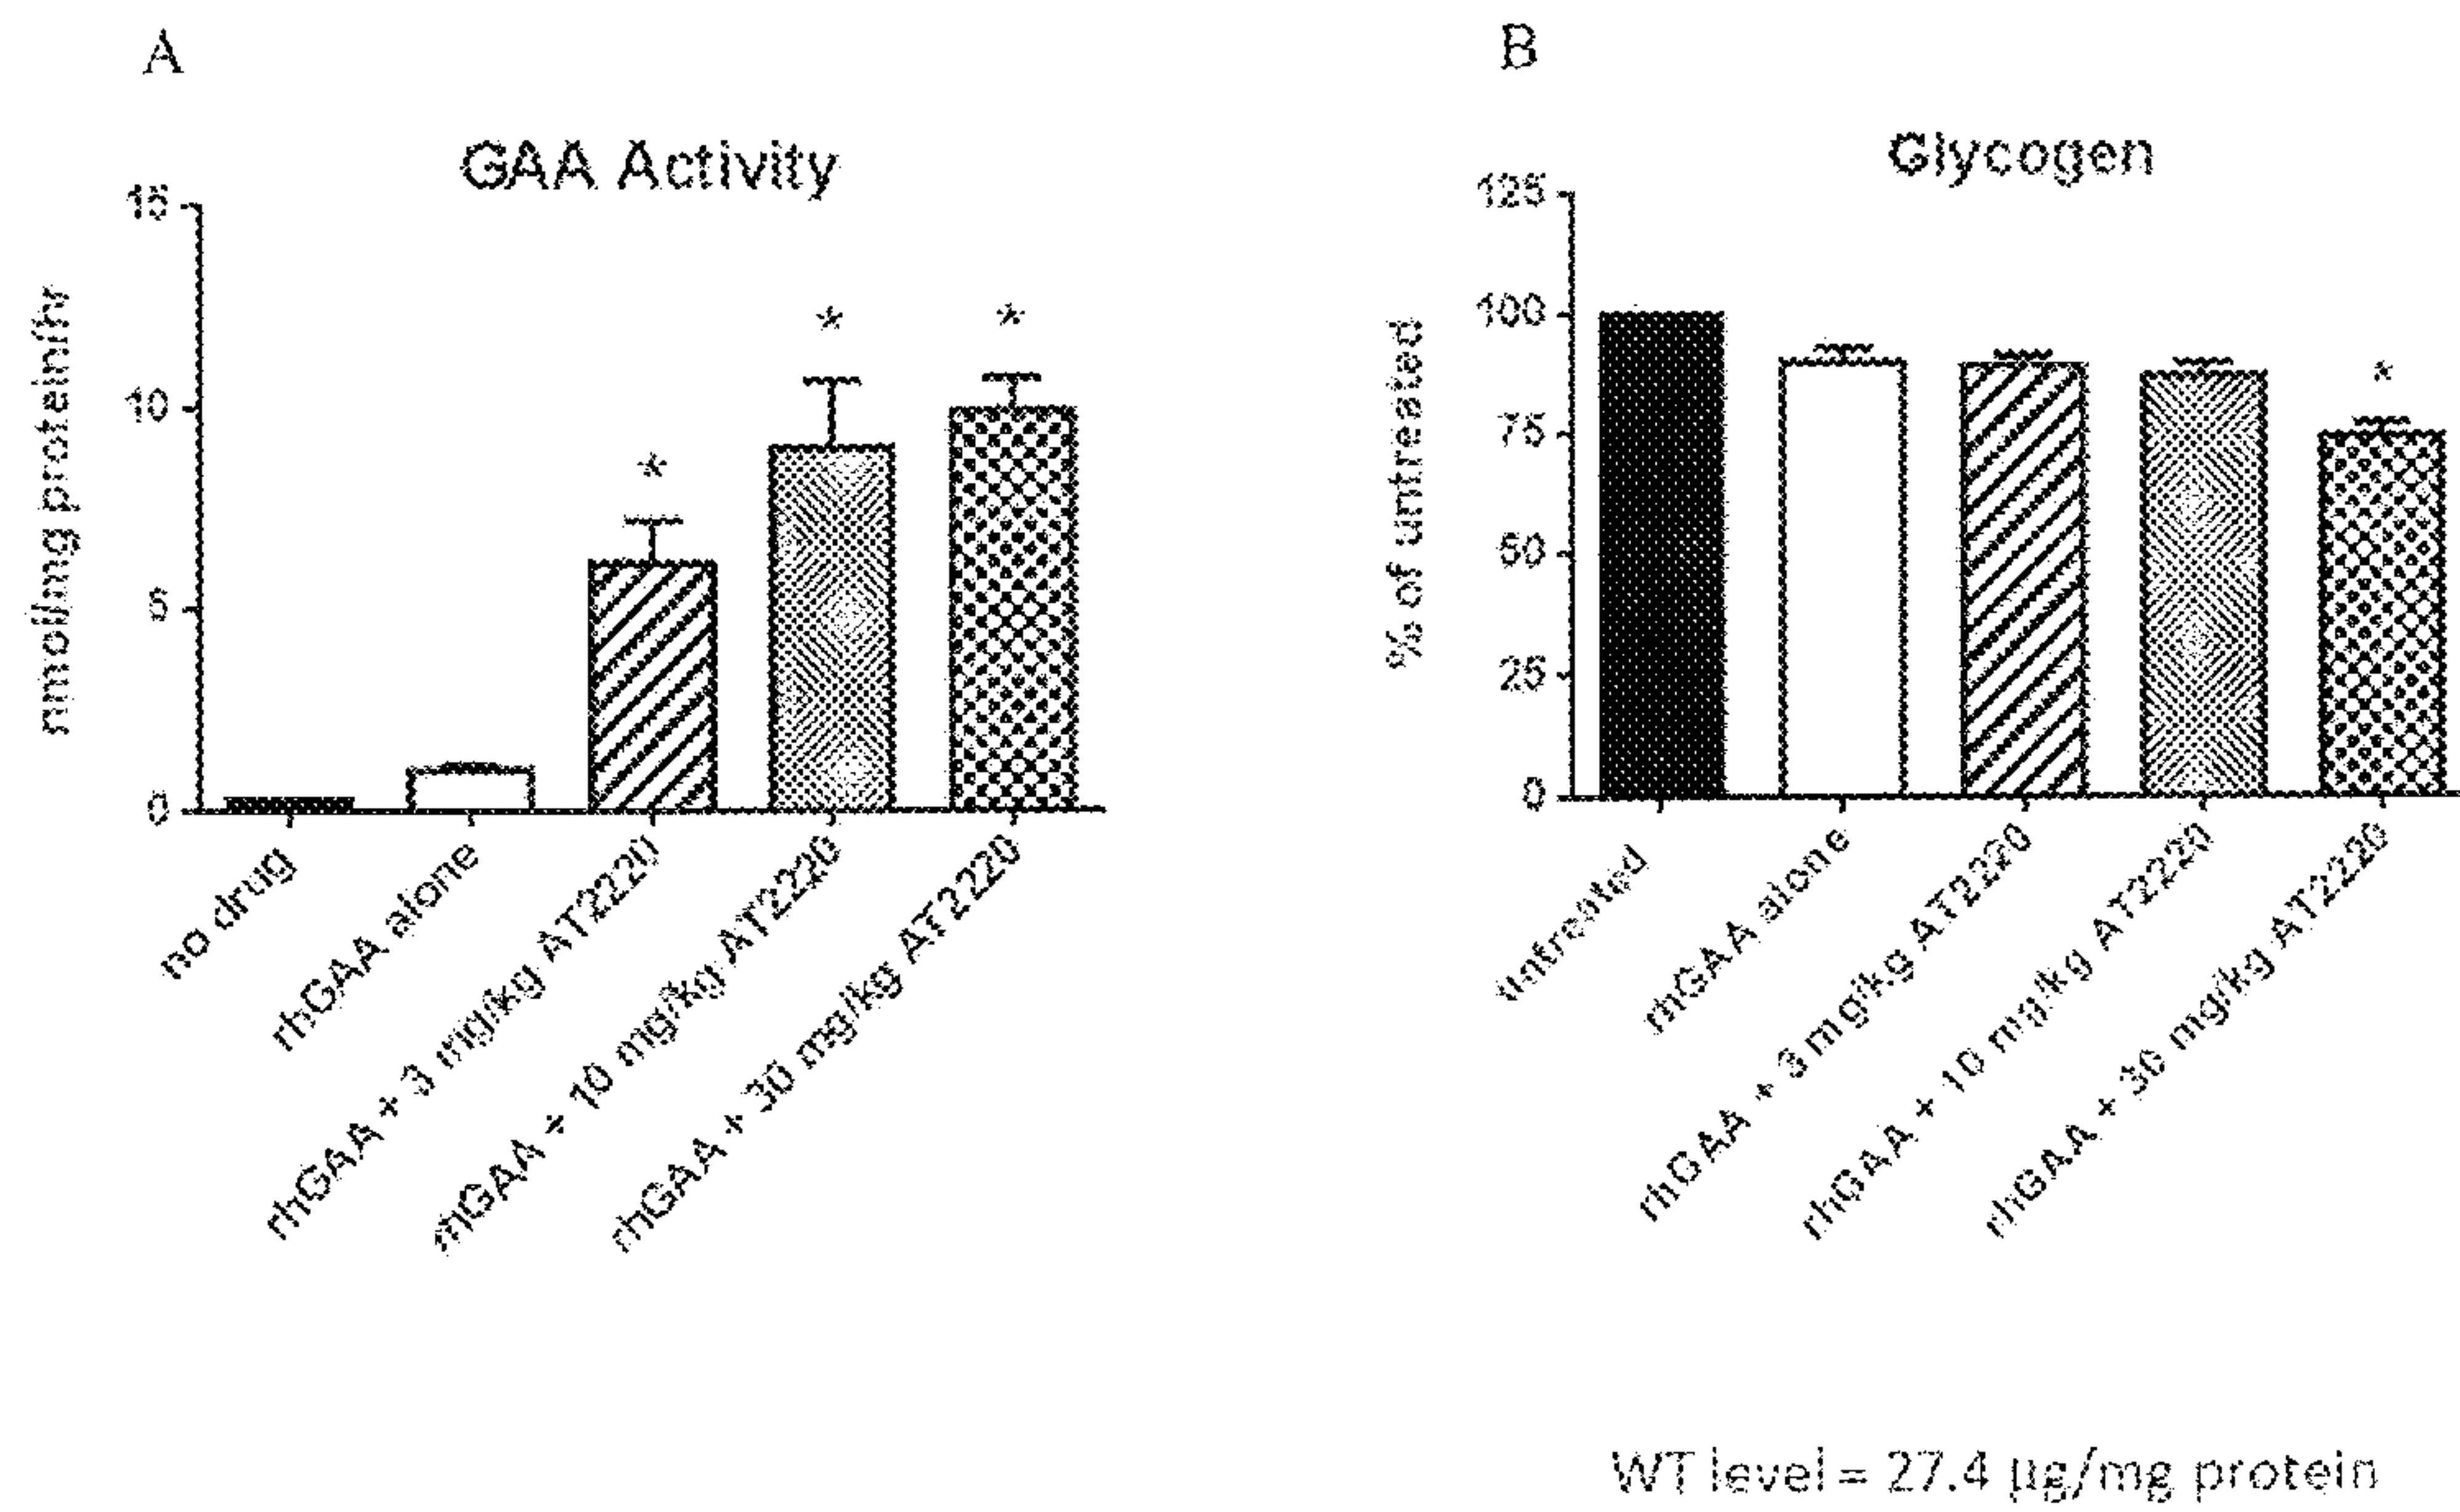 A
GAA Activity
nmol/mg protein/hr
15
10
5
0
no drug
rhGAA alone
rhGAA + 3 mg/kg AT2220
rhGAA + 10 mg/kg AT2220
rhGAA + 30 mg/kg AT2220
*
*
*
B
Glycogen
% of untreated
125
100
75
50
25
0
untreated
rhGAA alone
rhGAA + 3 mg/kg AT2220
rhGAA + 10 mg/kg AT2220
rhGAA + 30 mg/kg AT2220
*
WT level = 27.4 µg/mg protein